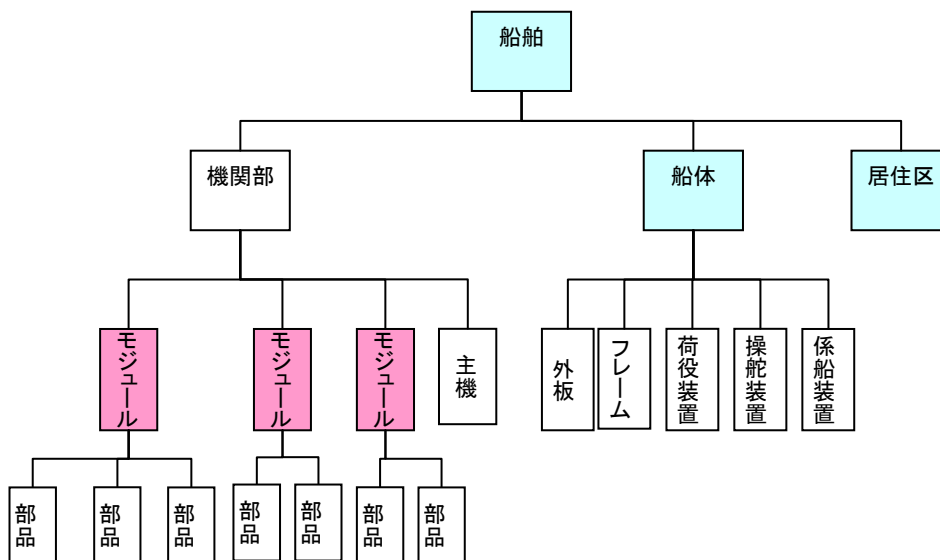 船舶
機関部
船体
居住区
モジュール
モジュール
モジュール
主機
外板
フレーム
荷役装置
操舵装置
係船装置
部品
部品
部品
部品
部品
部品
部品